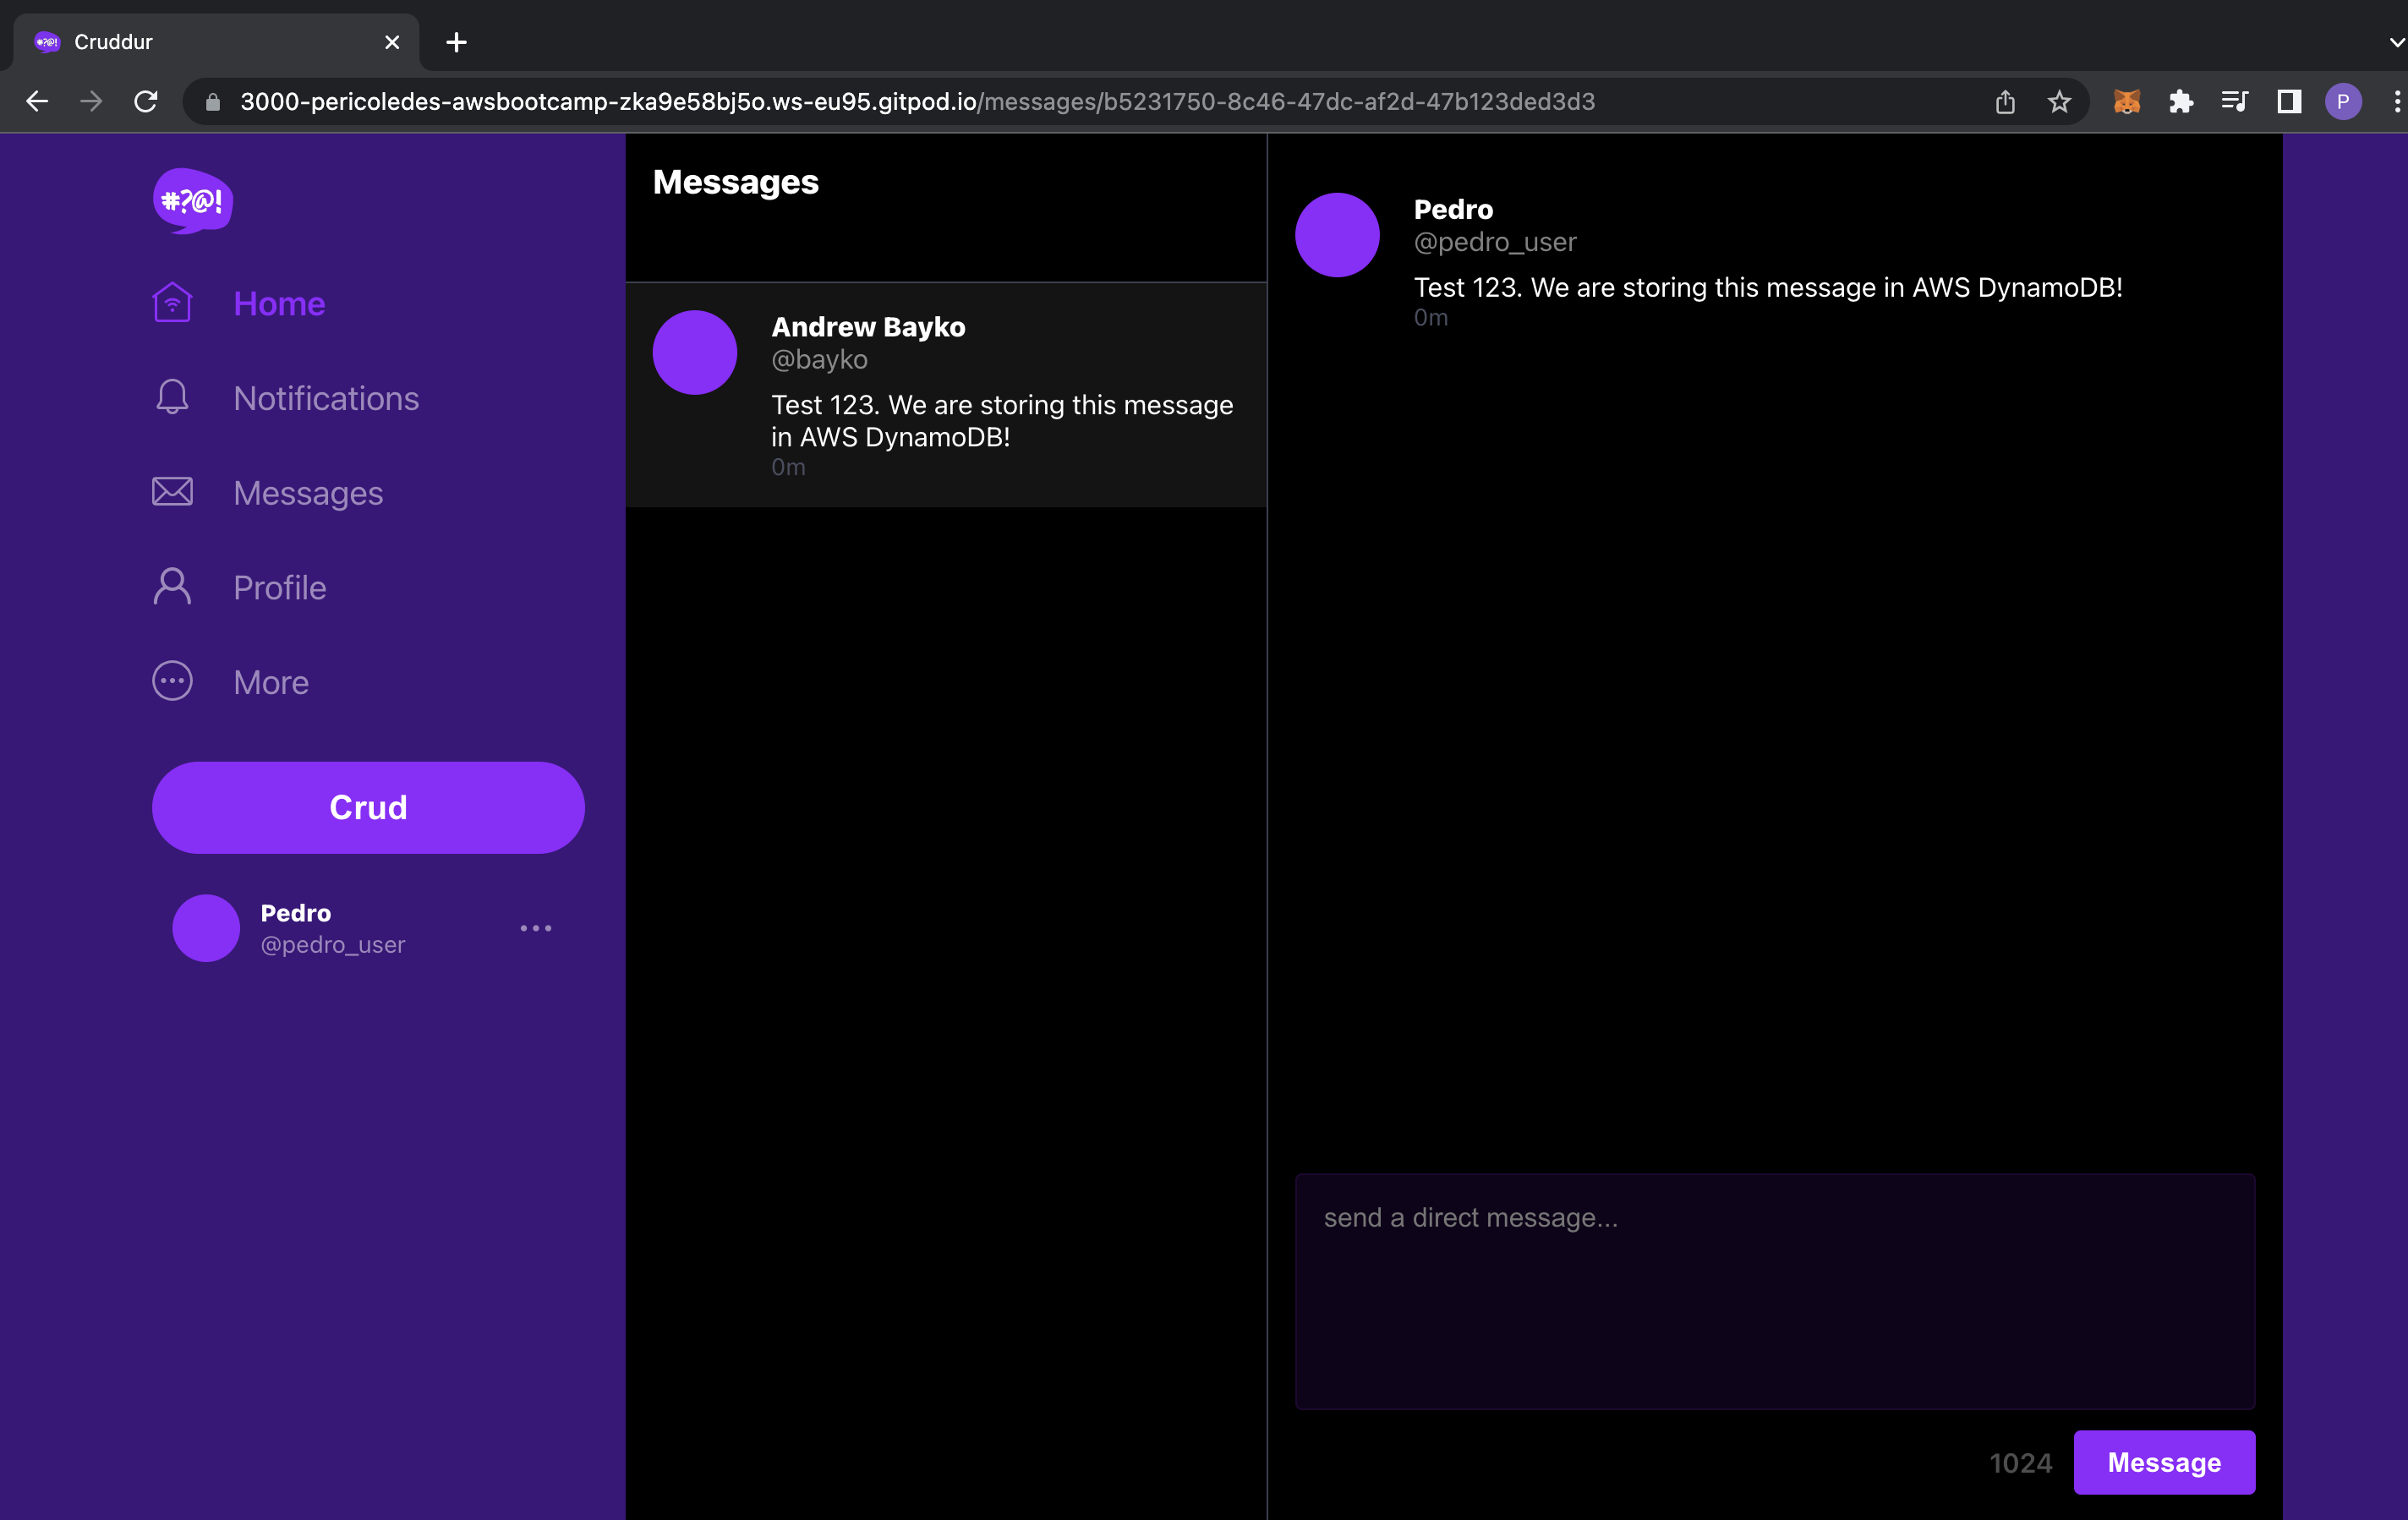 Cruddur
3000-pericoledes-awsbootcamp-zka9e58bj5o.ws-eu95.gitpod.io/messages/b5231750-8c46-47dc-af2d-47b123ded3d3
P
#?@!
Home
Notifications
Messages
Profile
More
Crud
Pedro
@pedro_user
Messages
Andrew Bayko
@bayko
Test 123. We are storing this message
in AWS DynamoDB!
0m
Pedro
@pedro_user
Test 123. We are storing this message in AWS DynamoDB!
0m
send a direct message...
1024
Message